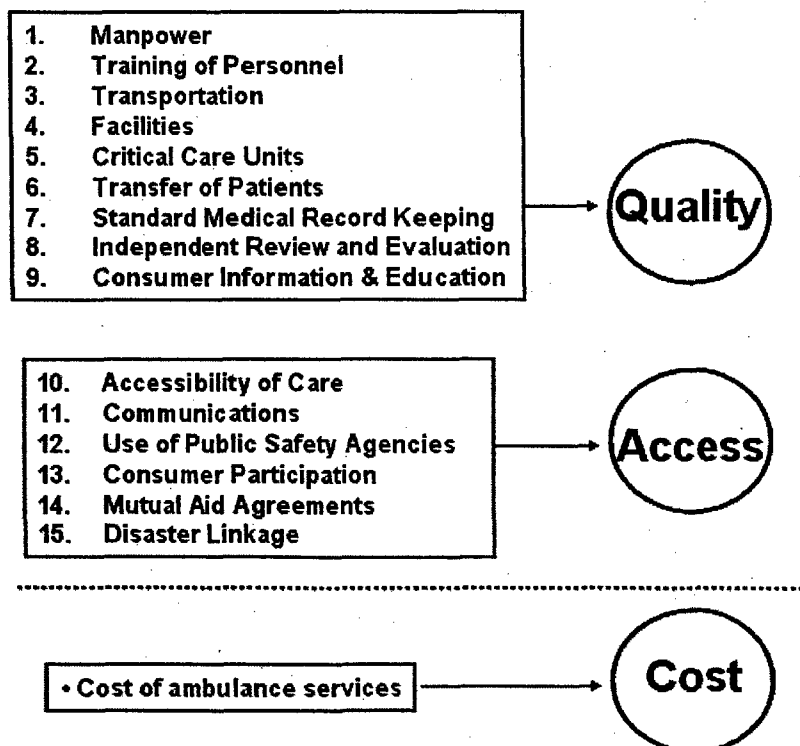 1. Manpower
2. Training of Personnel
3. Transportation
4. Facilities
5. Critical Care Units
6. Transfer of Patients
7. Standard Medical Record Keeping
8. Independent Review and Evaluation
9. Consumer Information & Education
Quality
10. Accessibility of Care
11. Communications
12. Use of Public Safety Agencies
13. Consumer Participation
14. Mutual Aid Agreements
15. Disaster Linkage
Access
• Cost of ambulance services
Cost